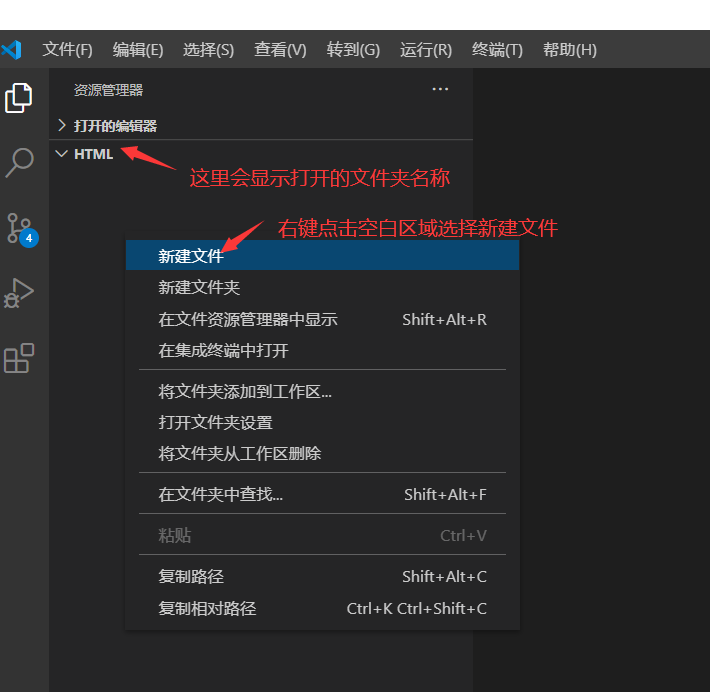 文件(F) 编辑(E) 选择(S) 查看(V) 转到(G) 运行(R) 终端(T) 帮助(H)
资源管理器 ...
打开的编辑器
HTML
这里会显示打开的文件夹名称
右键点击空白区域选择新建文件
4
新建文件
新建文件夹
在文件资源管理器中显示 Shift+Alt+R
在集成终端中打开
将文件夹添加到工作区...
打开文件夹设置
将文件夹从工作区删除
在文件夹中查找... Shift+Alt+F
粘贴 Ctrl+V
复制路径 Shift+Alt+C
复制相对路径 Ctrl+K Ctrl+Shift+C